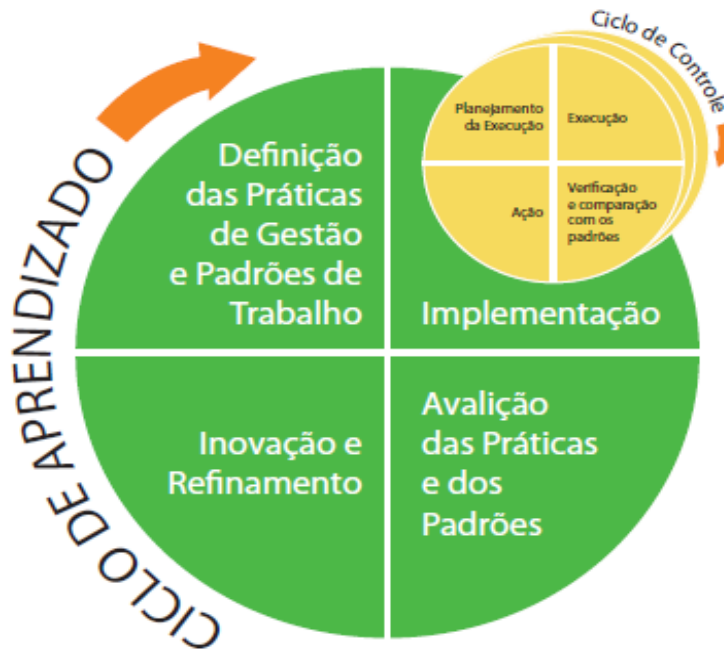 CICLO DE APRENDIZADO
Ciclo de Controle
Planejamento
da Execução
Execução
Ação
Verificação
e comparação
com os
padrões
Definição
das Práticas
de Gestão
e Padrões de
Trabalho
Implementação
Inovação e
Refinamento
Avalição
das Práticas
e dos
Padrões